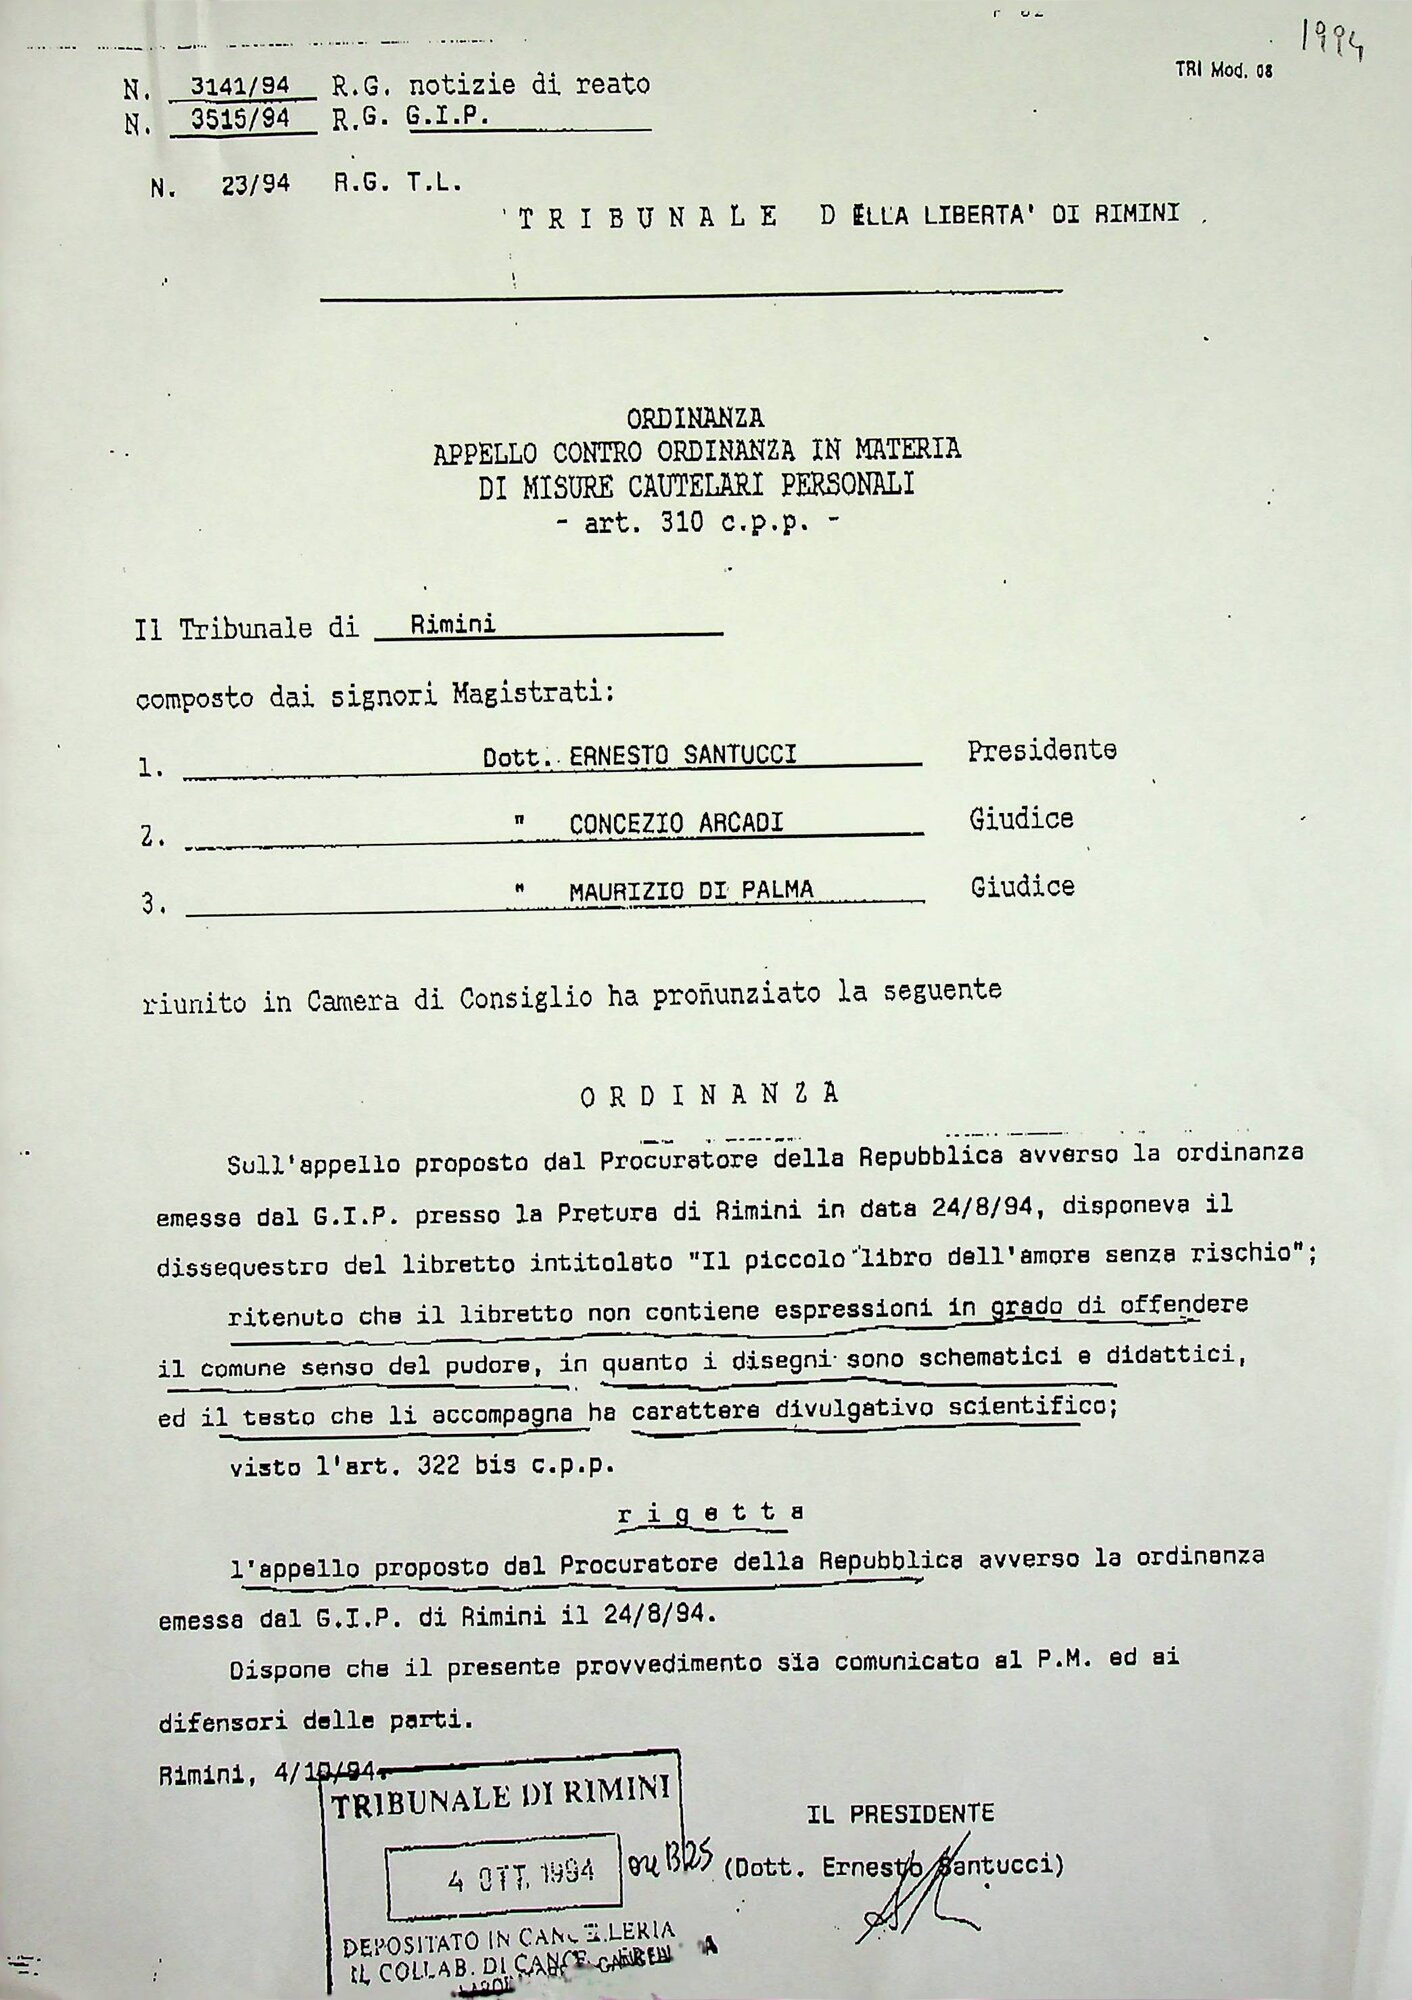 1994
TRI Mod. 08
N. 3141/94 R.G. notizie di reato
N. 3515/94 R.G. G.I.P.
N. 23/94 R.G. T.L.
TRIBUNALE DELLA LIBERTA' DI RIMINI
ORDINANZA
APPELLO CONTRO ORDINANZA IN MATERIA
DI MISURE CAUTELARI PERSONALI
- art. 310 c.p.p. -
Il Tribunale di Rimini
composto dai signori Magistrati:
1. Dott. ERNESTO SANTUCCI Presidente
2. " CONCEZIO ARCADI Giudice
3. " MAURIZIO DI PALMA Giudice
riunito in Camera di Consiglio ha pronunziato la seguente
ORDINANZA
Sull'appello proposto dal Procuratore della Repubblica avverso la ordinanza
emessa dal G.I.P. presso la Pretura di Rimini in data 24/8/94, disponeva il
dissequestro del libretto intitolato "Il piccolo libro dell'amore senza rischio";
ritenuto che il libretto non contiene espressioni in grado di offendere
il comune senso del pudore, in quanto i disegni sono schematici e didattici,
ed il testo che li accompagna ha carattere divulgativo scientifico;
visto l'art. 322 bis c.p.p.
rigetta
l'appello proposto dal Procuratore della Repubblica avverso la ordinanza
emessa dal G.I.P. di Rimini il 24/8/94.
Dispone che il presente provvedimento sia comunicato al P.M. ed ai
difensori delle parti.
Rimini, 4/10/94.
TRIBUNALE DI RIMINI
4 OTT. 1994 ore 13,25
DEPOSITATO IN CANCELLERIA
IL COLLAB. DI
IL PRESIDENTE
(Dott. Ernesto Santucci)